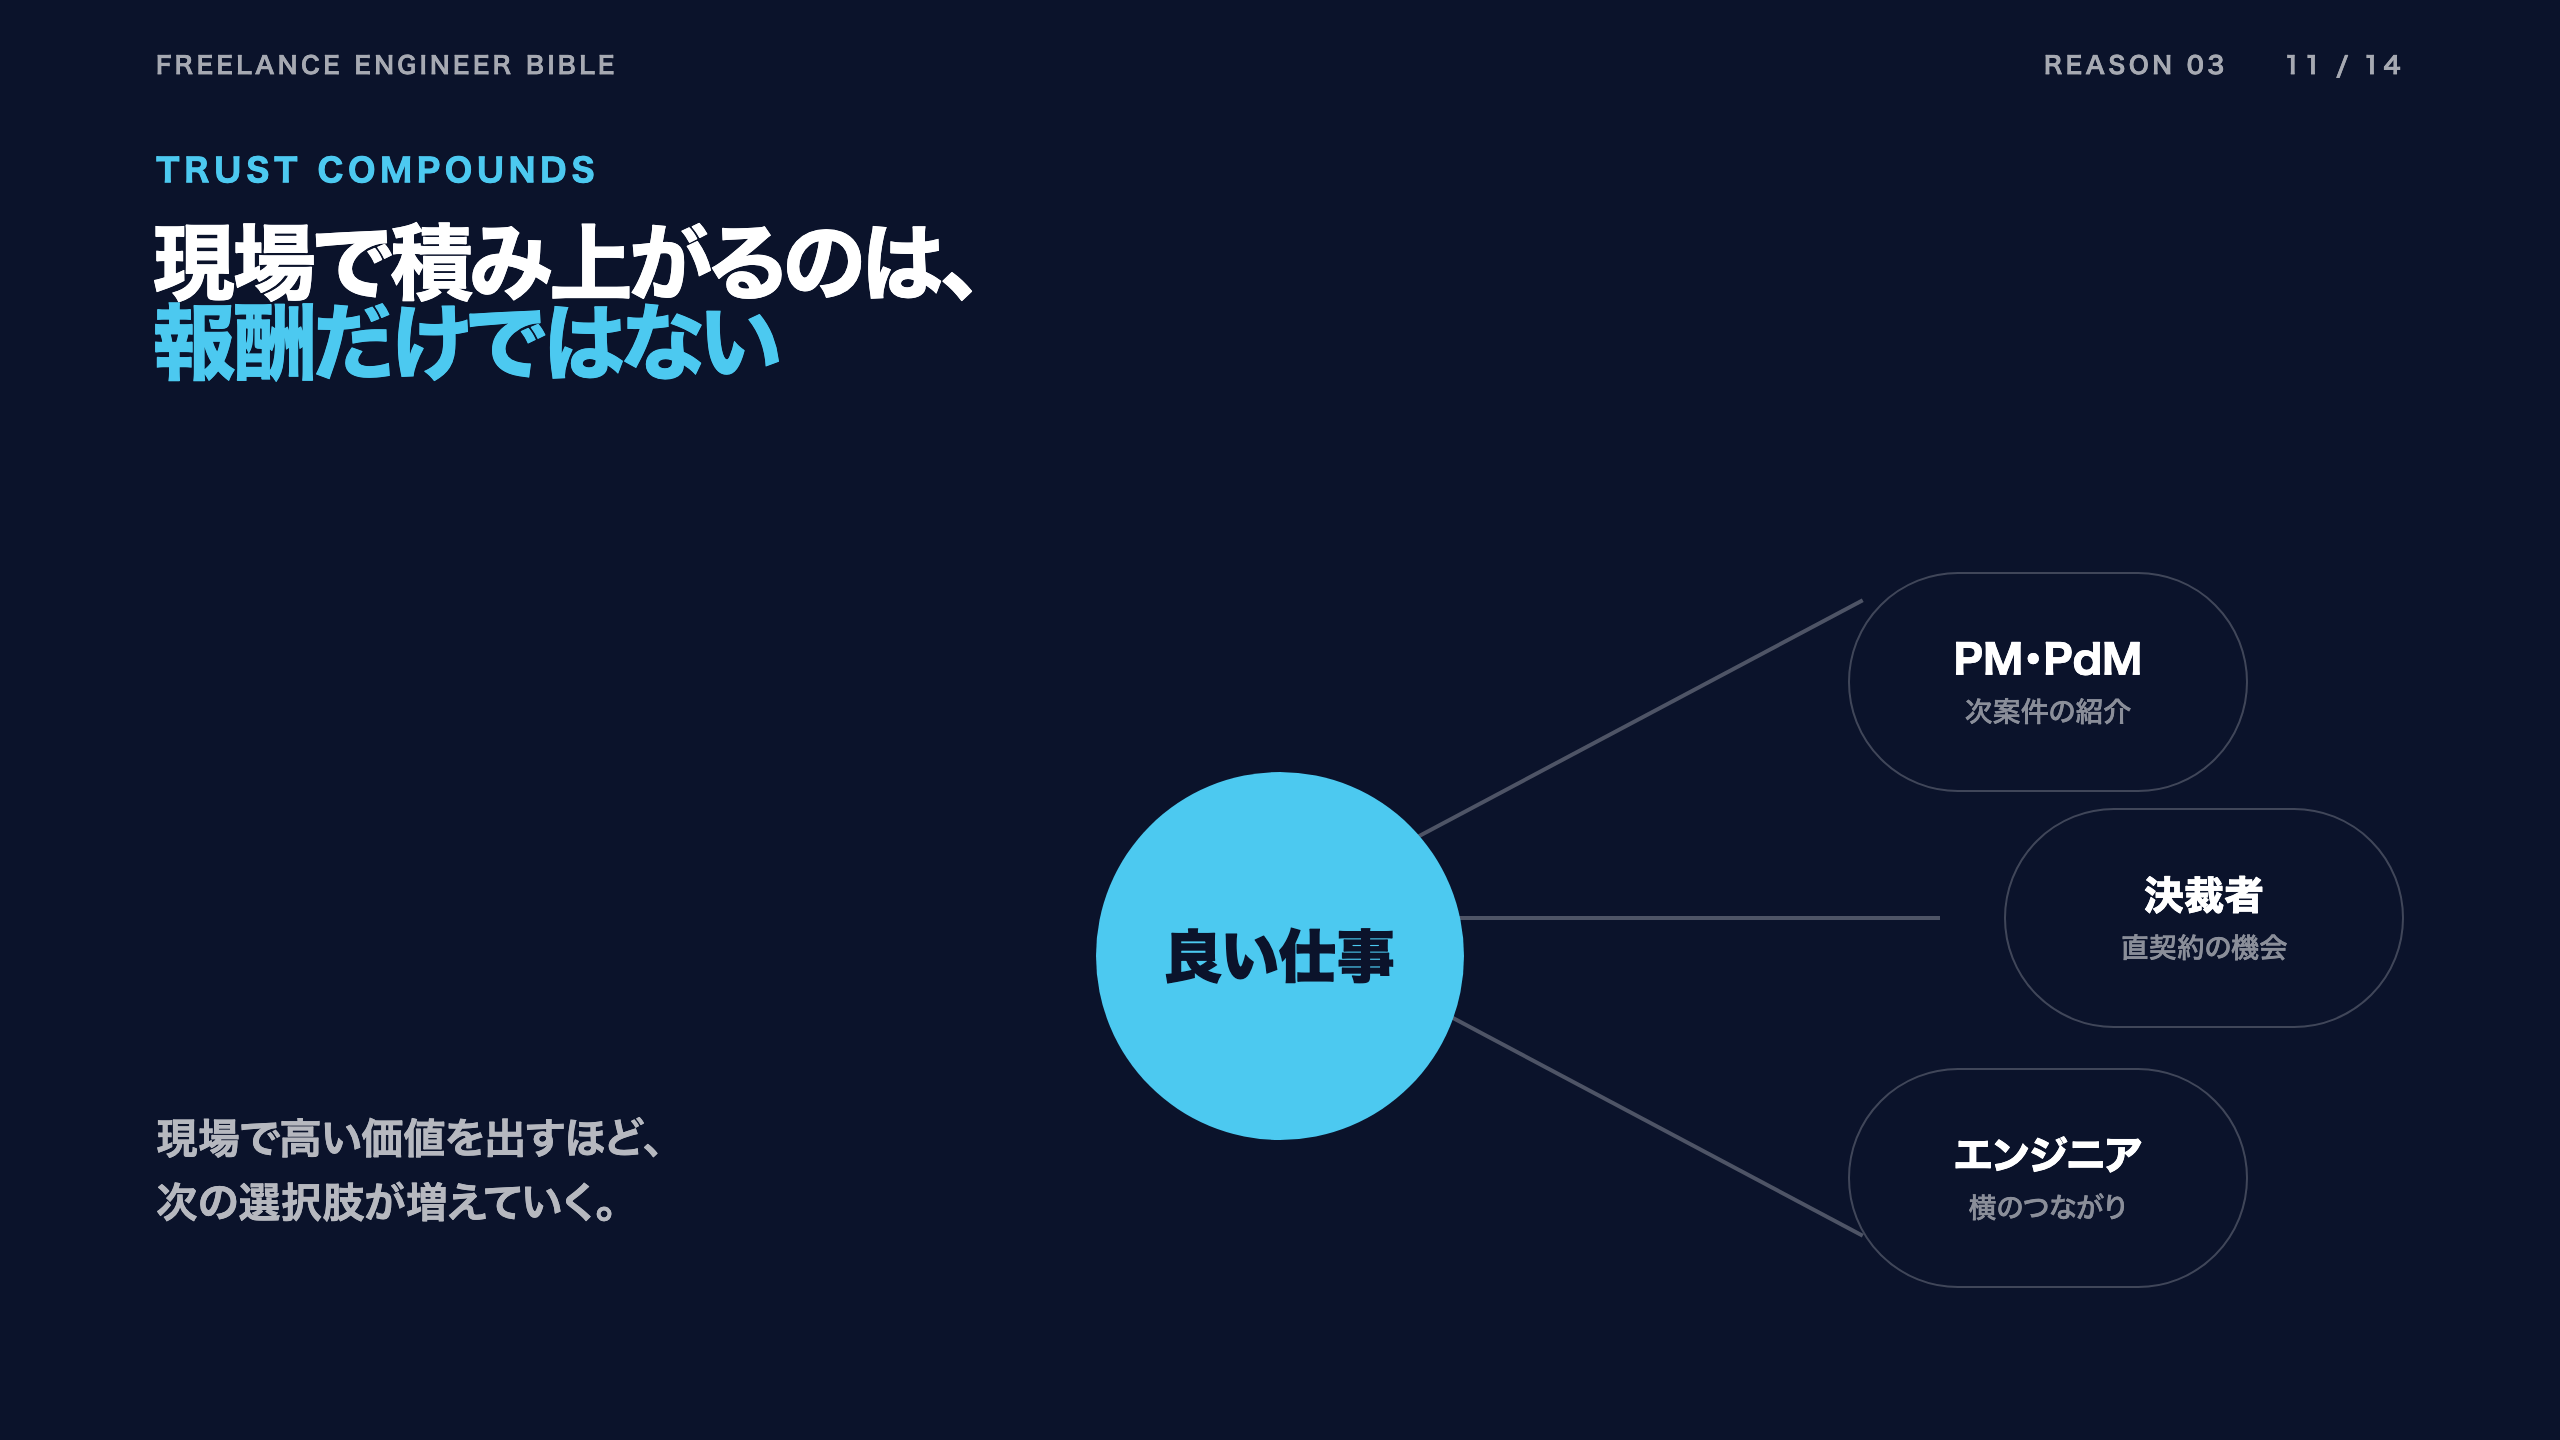 FREELANCE ENGINEER BIBLE
REASON 03 11 / 14
TRUST COMPOUNDS
現場で積み上がるのは、
報酬だけではない
PM・PdM
次案件の紹介
決裁者
直契約の機会
良い仕事
エンジニア
横のつながり
現場で高い価値を出すほど、
次の選択肢が増えていく。